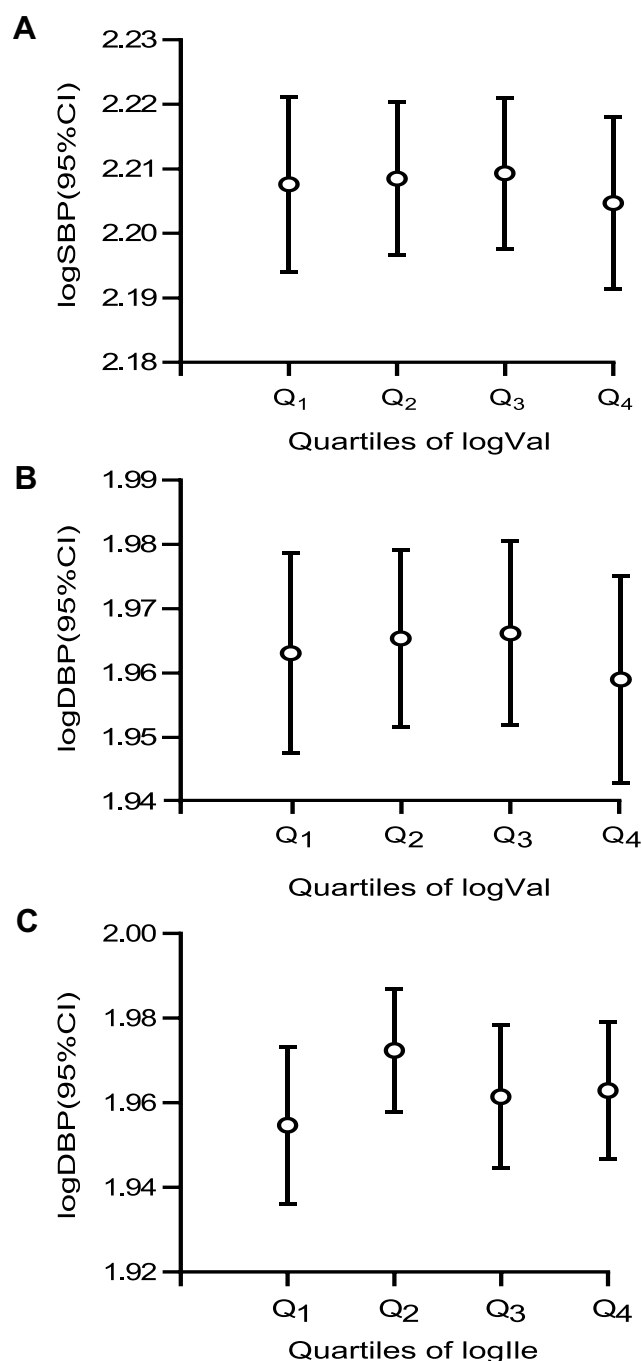 A
logSBP(95%CI)
2.23
2.22
2.21
2.20
2.19
2.18
Q1 Q2 Q3 Q4
Quartiles of logVal
B
logDBP(95%CI)
1.99
1.98
1.97
1.96
1.95
1.94
Q1 Q2 Q3 Q4
Quartiles of logVal
C
logDBP(95%CI)
2.00
1.98
1.96
1.94
1.92
Q1 Q2 Q3 Q4
Quartiles of logIle